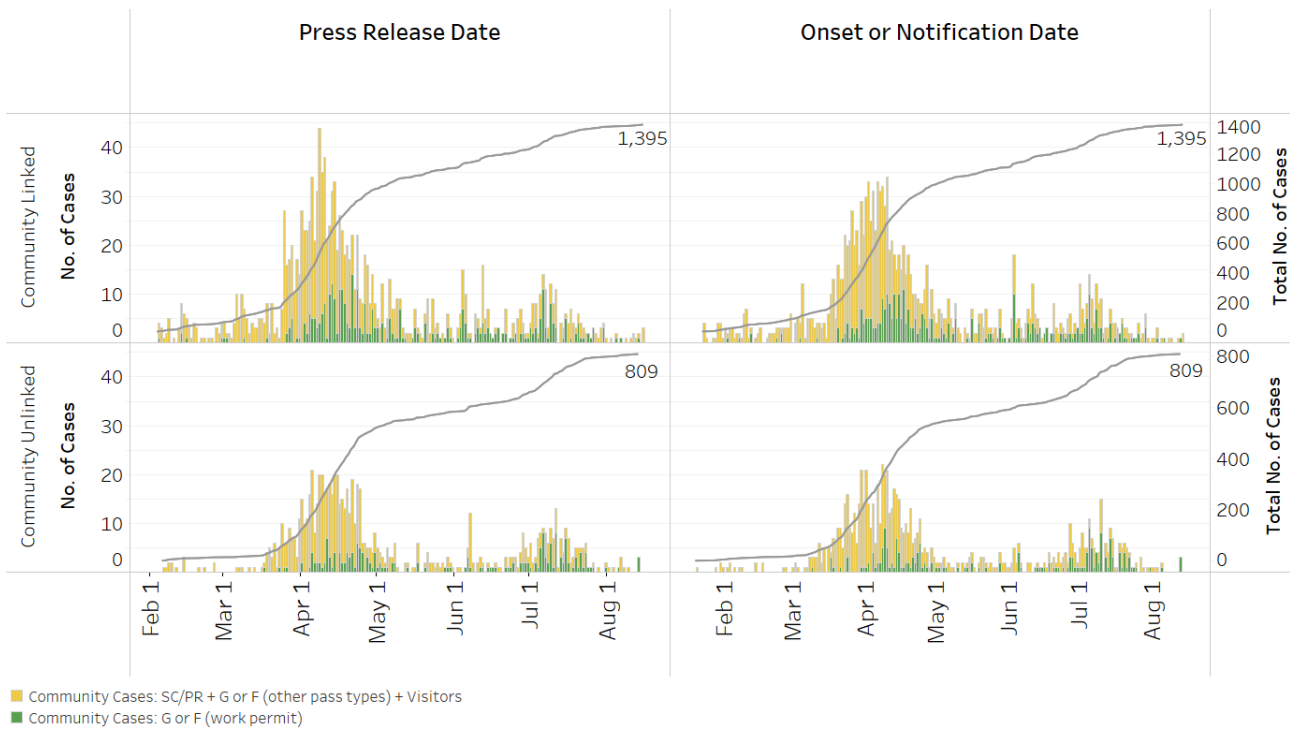 Press Release Date
Onset or Notification Date
Community Linked
No. of Cases
40
30
20
10
0
1,395
1,395
1400
1200
1000
800
600
400
200
0
Total No. of Cases
Community Unlinked
No. of Cases
40
30
20
10
0
809
809
800
600
400
200
0
Total No. of Cases
Feb 1
Mar 1
Apr 1
May 1
Jun 1
Jul 1
Aug 1
Feb 1
Mar 1
Apr 1
May 1
Jun 1
Jul 1
Aug 1
Community Cases: SC/PR + G or F (other pass types) + Visitors
Community Cases: G or F (work permit)